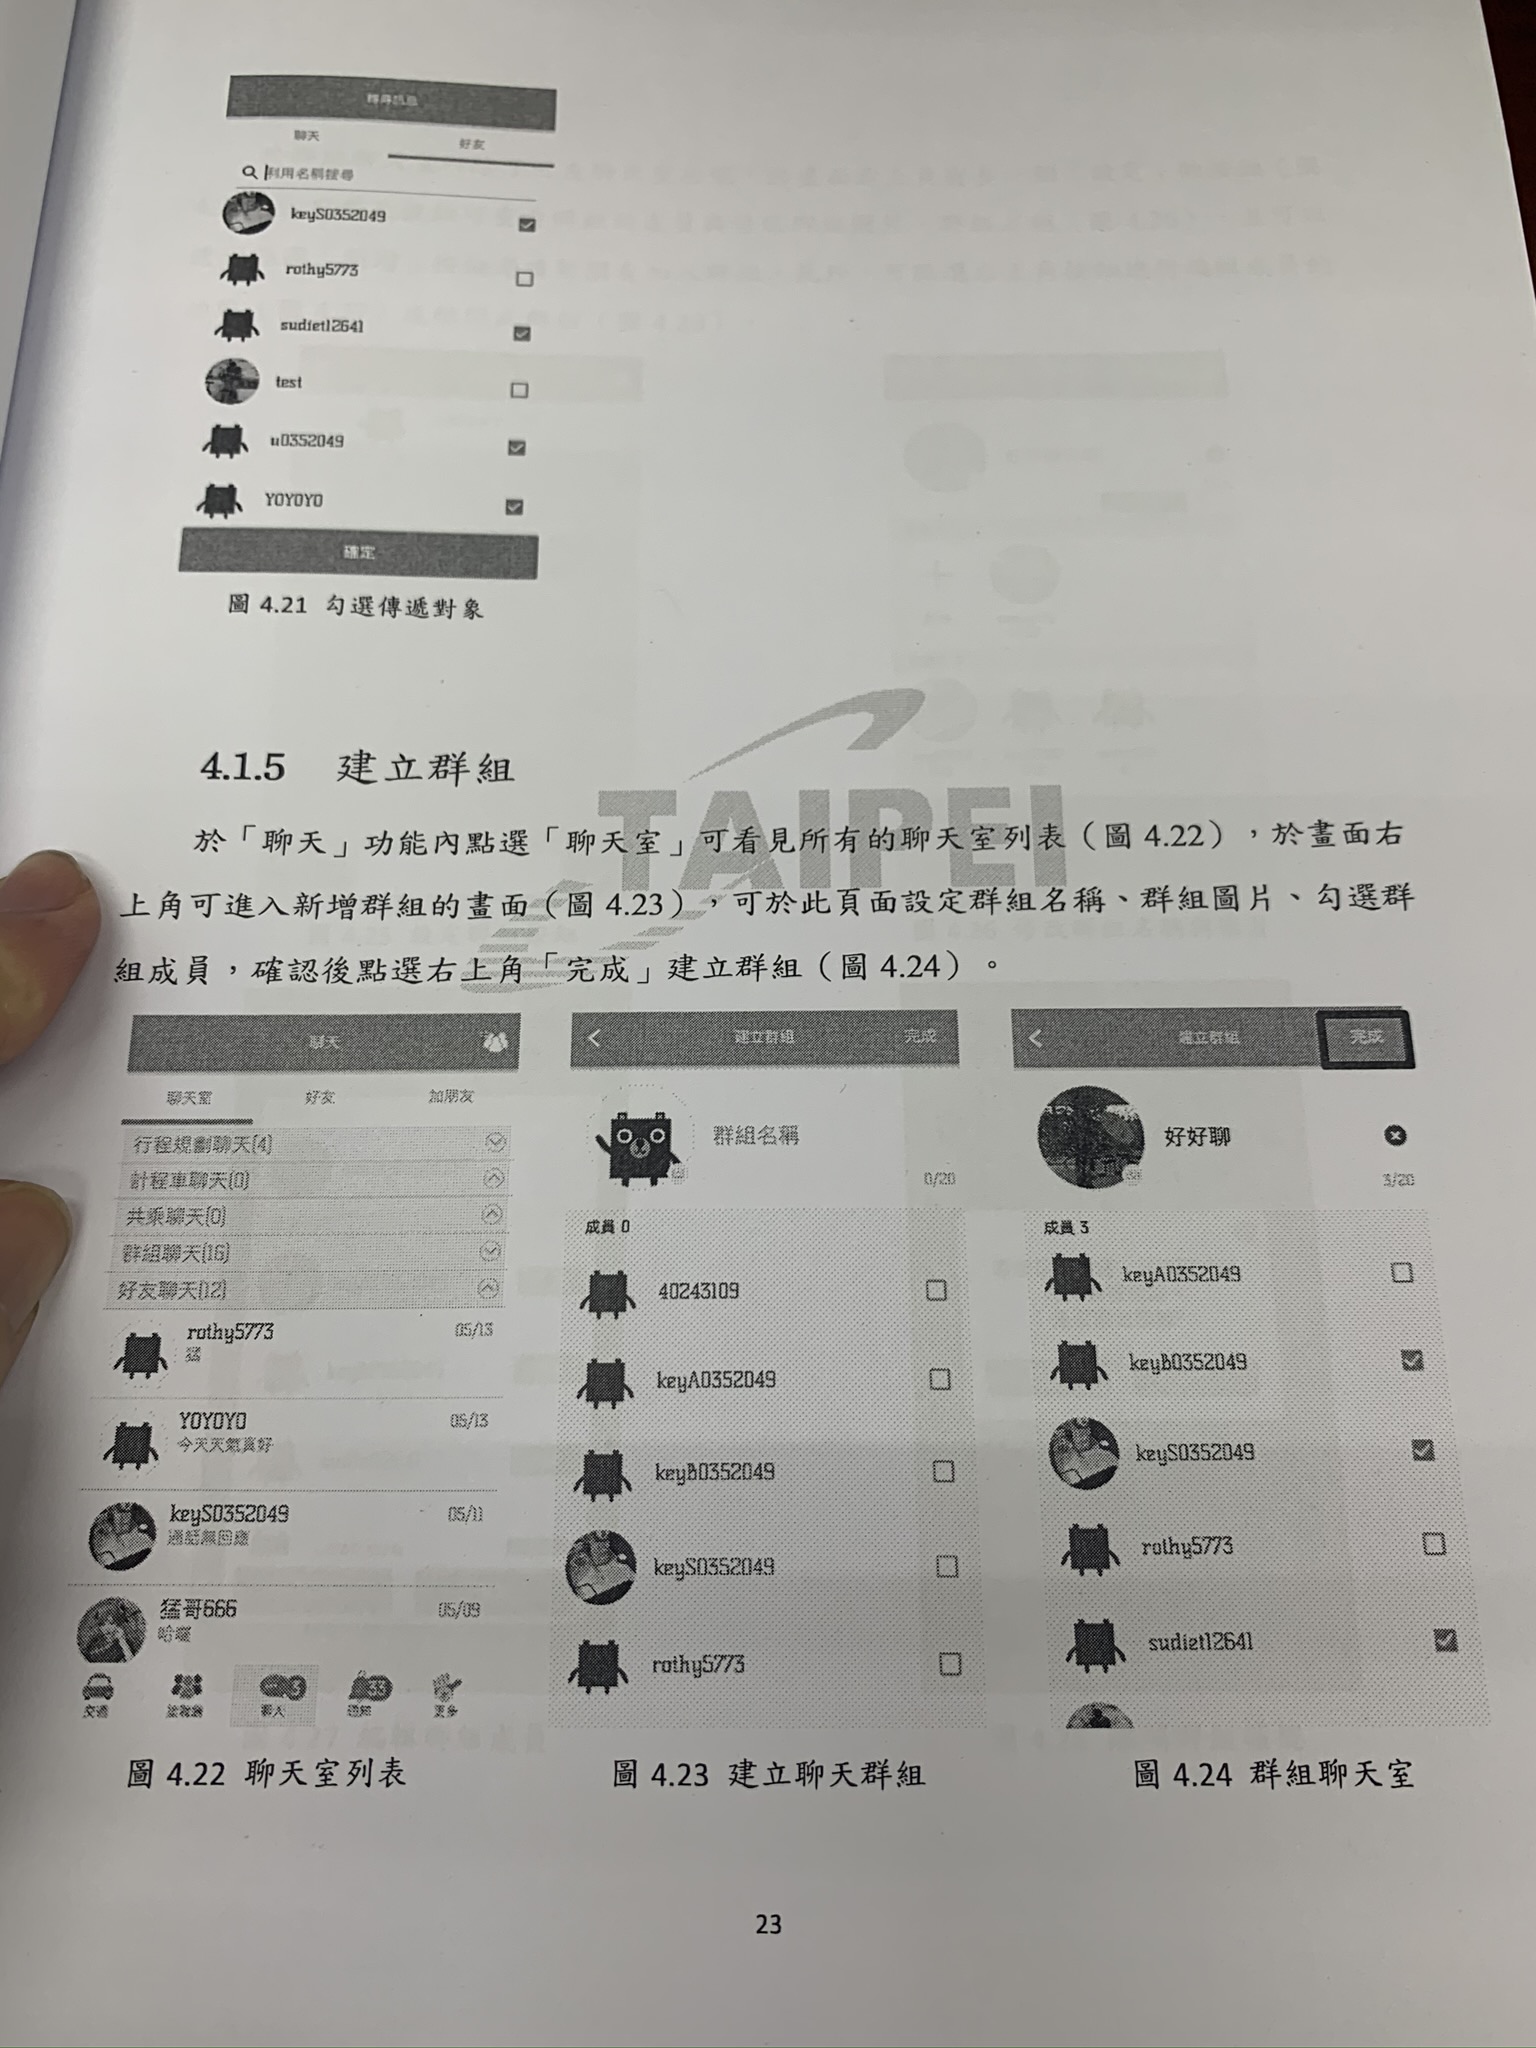 聊天
好友
利用名稱搜尋
keyS0352049
rothy5773
sudiet12641
test
u0352049
YOYOYO
確定
圖 4.21 勾選傳遞對象
TAIPEI
4.1.5 建立群組
於「聊天」功能內點選「聊天室」可看見所有的聊天室列表（圖 4.22），於畫面右
上角可進入新增群組的畫面（圖 4.23），可於此頁面設定群組名稱、群組圖片、勾選群
組成員，確認後點選右上角「完成」建立群組（圖 4.24）。
聊天
聊天室 好友 加朋友
行程規劃聊天(4)
計程車聊天(0)
共乘聊天(0)
群組聊天(16)
好友聊天(12)
rothy5773 05/13
猛
YOYOYO 05/13
今天天氣真好
keyS0352049 05/11
通話無回應
猛哥666 05/09
哈囉
3 33
交通 聊天 通知 更多
圖 4.22 聊天室列表
建立群組 完成
群組名稱
0/20
成員 0
40243109
keyA0352049
keyB0352049
keyS0352049
rothy5773
圖 4.23 建立聊天群組
建立群組 完成
好好聊
3/20
成員 3
keyA0352049
keyB0352049
keyS0352049
rothy5773
sudiet12641
圖 4.24 群組聊天室
23